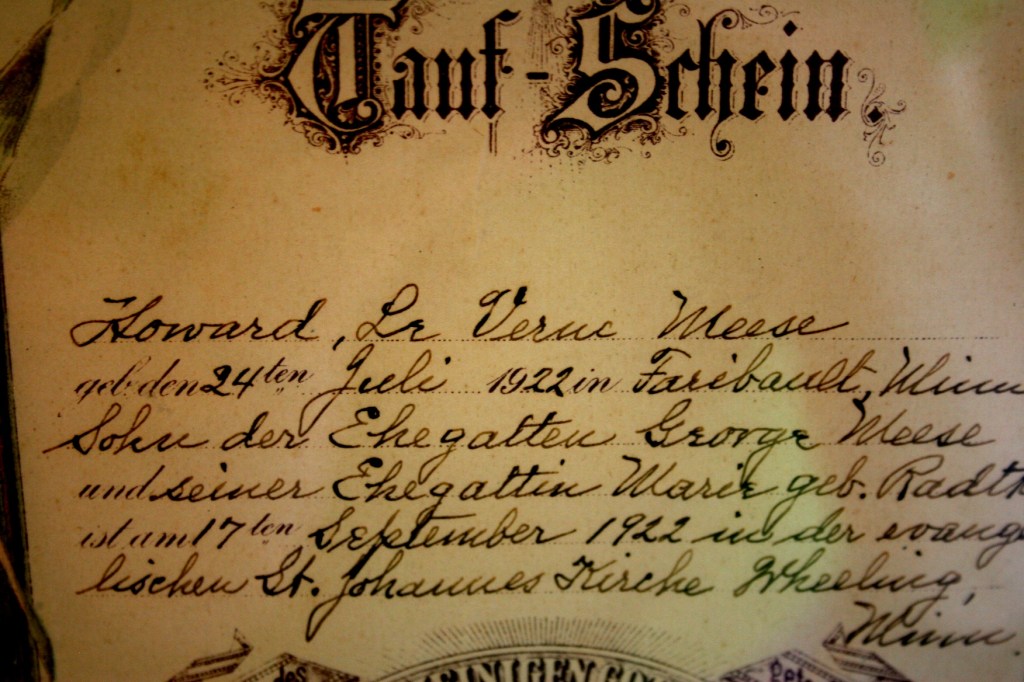 Tauf-Schein.
Howard, Le Verne Meese
geb. den 24ten Juli 1922 in Faribault, Minn
Sohn der Ehegatten George Meese
und seiner Ehegattin Marie geb. Radtk
ist am 17ten September 1922 in der evange
lischen St. Johannes Kirche Wheeling,
Minn.
des